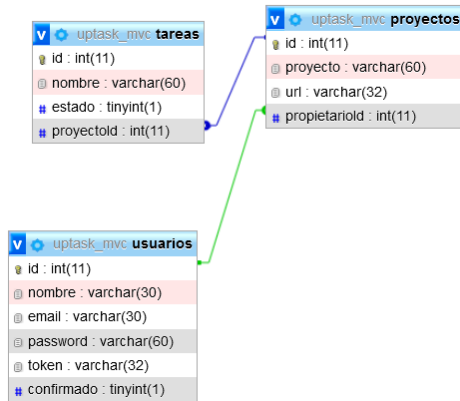 v uptask_mvc tareas
id : int(11)
nombre : varchar(60)
estado : tinyint(1)
# proyectoId : int(11)
v uptask_mvc proyectos
id : int(11)
proyecto : varchar(60)
url : varchar(32)
# propietarioId : int(11)
v uptask_mvc usuarios
id : int(11)
nombre : varchar(30)
email : varchar(30)
password : varchar(60)
token : varchar(32)
# confirmado : tinyint(1)